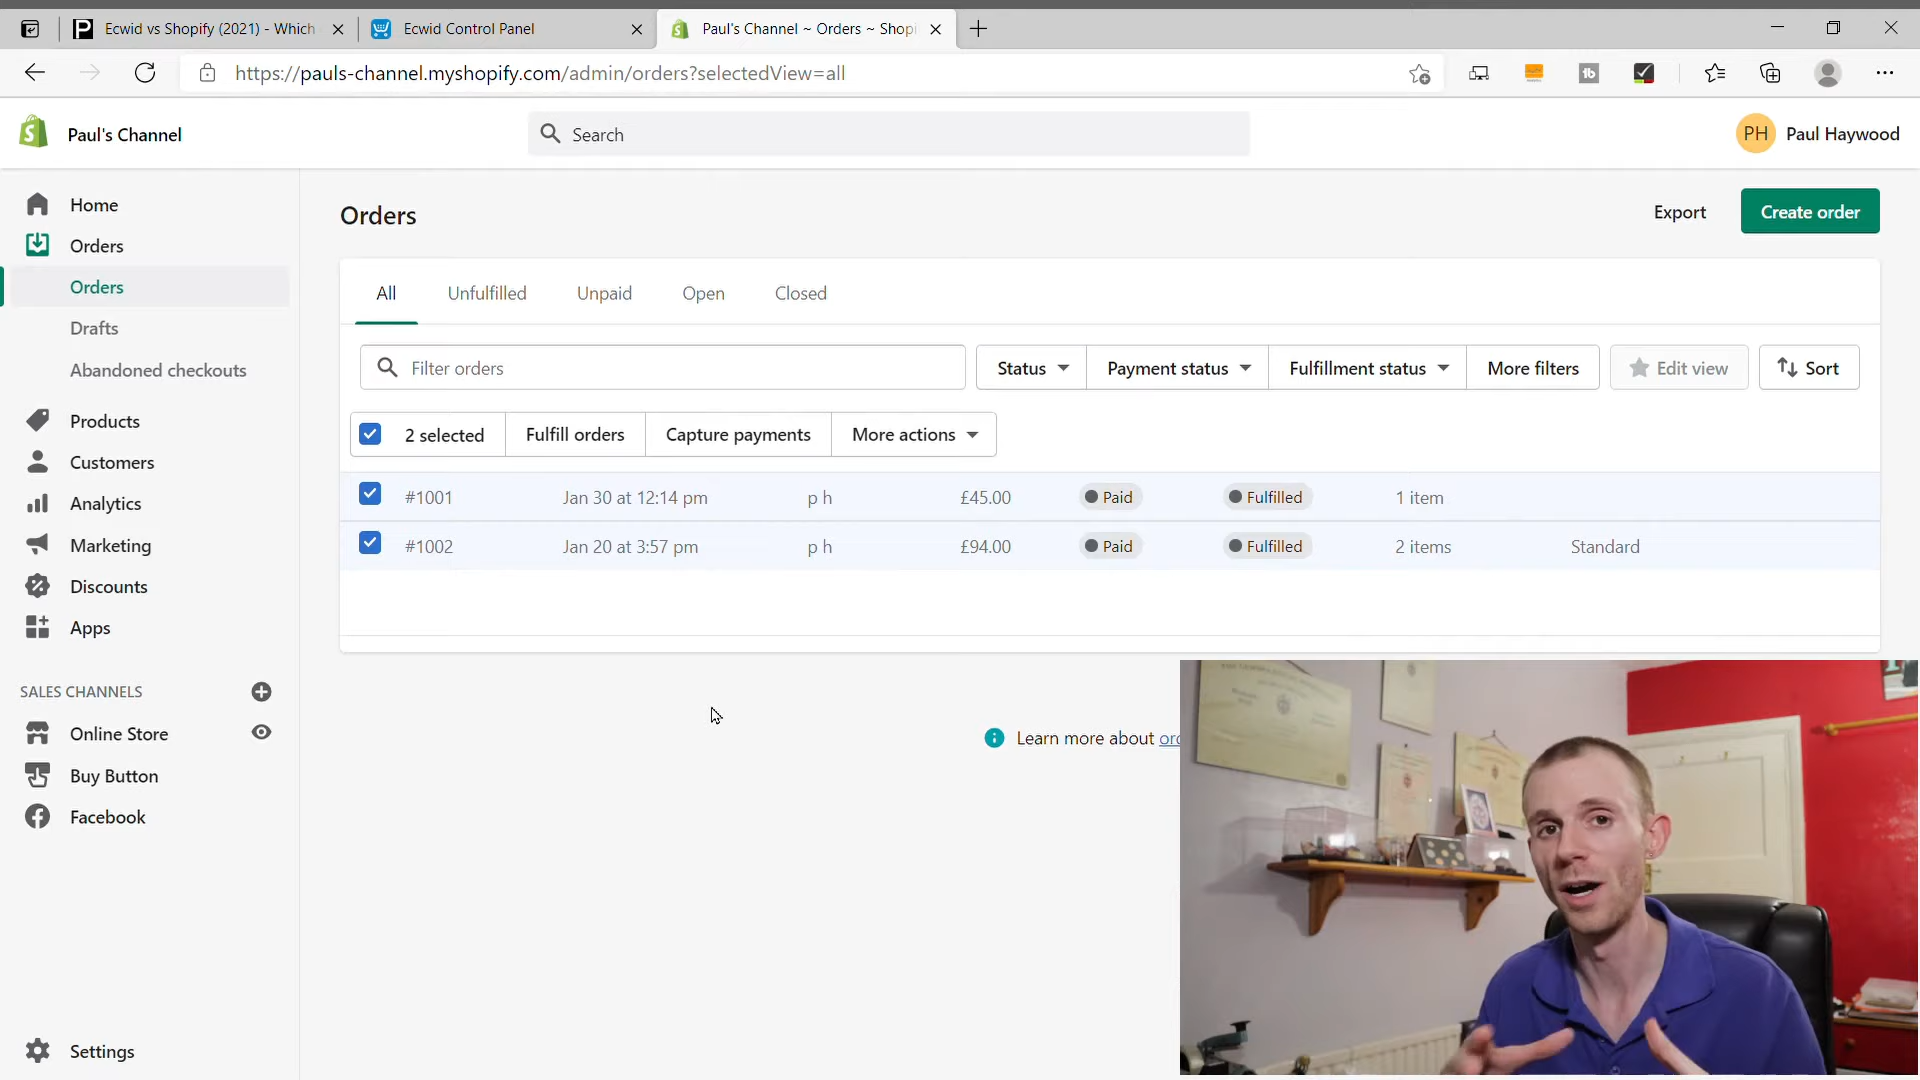 Ecwid vs Shopify (2021) - Which
Ecwid Control Panel
Paul's Channel ~ Orders ~ Shopi
https://pauls-channel.myshopify.com/admin/orders?selectedView=all
Paul's Channel
Search
PH Paul Haywood
Home
Orders
Orders
Drafts
Abandoned checkouts
Products
Customers
Analytics
Marketing
Discounts
Apps
SALES CHANNELS
Online Store
Buy Button
Facebook
Settings
Orders
Export
Create order
All Unfulfilled Unpaid Open Closed
Filter orders
Status Payment status Fulfillment status More filters Edit view Sort
2 selected Fulfill orders Capture payments More actions
#1001 Jan 30 at 12:14 pm p h £45.00 Paid Fulfilled 1 item
#1002 Jan 20 at 3:57 pm p h £94.00 Paid Fulfilled 2 items Standard
Learn more about ord